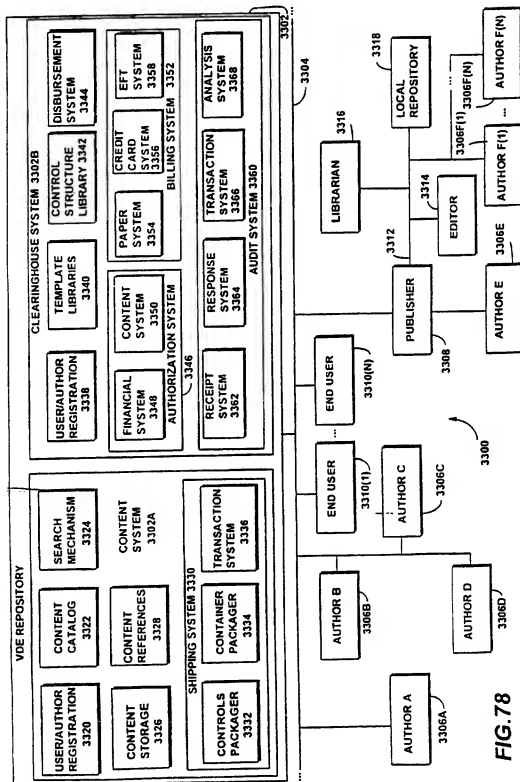 VDE REPOSITORY
USER/AUTHOR
REGISTRATION
3320
CONTENT
CATALOG
3322
SEARCH
MECHANISM
3324
CONTENT
STORAGE
3326
CONTENT
REFERENCES
3328
CONTENT
SYSTEM
3302A
SHIPPING SYSTEM 3330
CONTROLS
PACKAGER
3332
CONTAINER
PACKAGER
3334
TRANSACTION
SYSTEM
3336
CLEARINGHOUSE SYSTEM 3302B
USER/AUTHOR
REGISTRATION
3338
TEMPLATE
LIBRARIES
3340
CONTROL
STRUCTURE
LIBRARY 3342
DISBURSEMENT
SYSTEM
3344
FINANCIAL
SYSTEM
3348
CONTENT
SYSTEM
3350
AUTHORIZATION SYSTEM
3346
PAPER
SYSTEM
3354
CREDIT
CARD
SYSTEM
3356
EFT
SYSTEM
3358
BILLING SYSTEM 3352
RECEIPT
SYSTEM
3362
RESPONSE
SYSTEM
3364
TRANSACTION
SYSTEM
3366
ANALYSIS
SYSTEM
3368
AUDIT SYSTEM 3360
3302
3304
AUTHOR A
3306A
AUTHOR B
3306B
AUTHOR C
3306C
AUTHOR D
3306D
END USER
3310(1)
...
END USER
3310(N)
3300
PUBLISHER
3308
3312
LIBRARIAN
3316
LOCAL
REPOSITORY
3318
EDITOR
3314
AUTHOR E
3306E
AUTHOR F(1)
3306F(1)
...
AUTHOR F(N)
3306F(N)
FIG.78